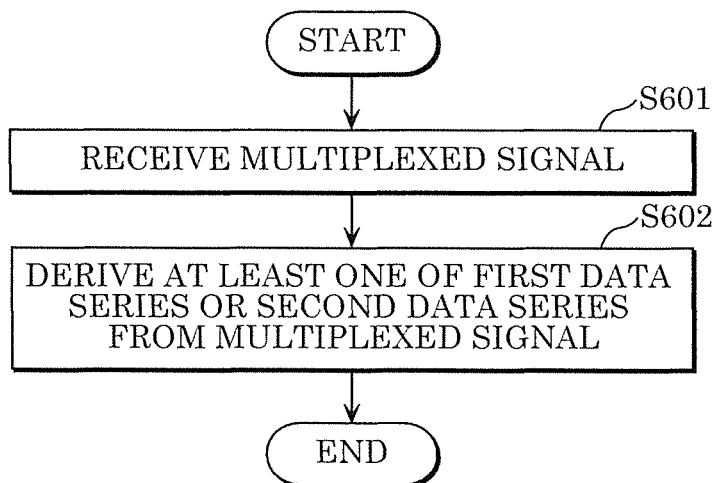 START
S601
RECEIVE MULTIPLEXED SIGNAL
S602
DERIVE AT LEAST ONE OF FIRST DATA
SERIES OR SECOND DATA SERIES
FROM MULTIPLEXED SIGNAL
END